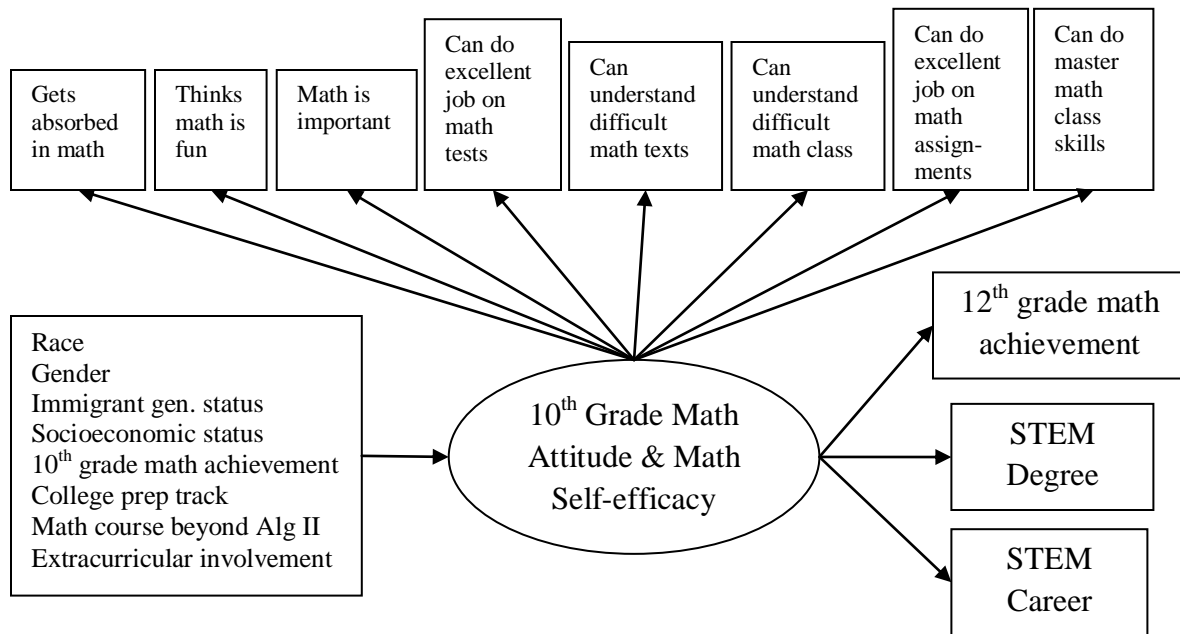 Gets
absorbed
in math
Thinks
math is
fun
Math is
important
Can do
excellent
job on
math
tests
Can
understand
difficult
math texts
Can
understand
difficult
math class
Can do
excellent
job on
math
assign-
ments
Can do
master
math
class
skills
Race
Gender
Immigrant gen. status
Socioeconomic status
10th grade math achievement
College prep track
Math course beyond Alg II
Extracurricular involvement
10th Grade Math
Attitude & Math
Self-efficacy
12th grade math
achievement
STEM
Degree
STEM
Career